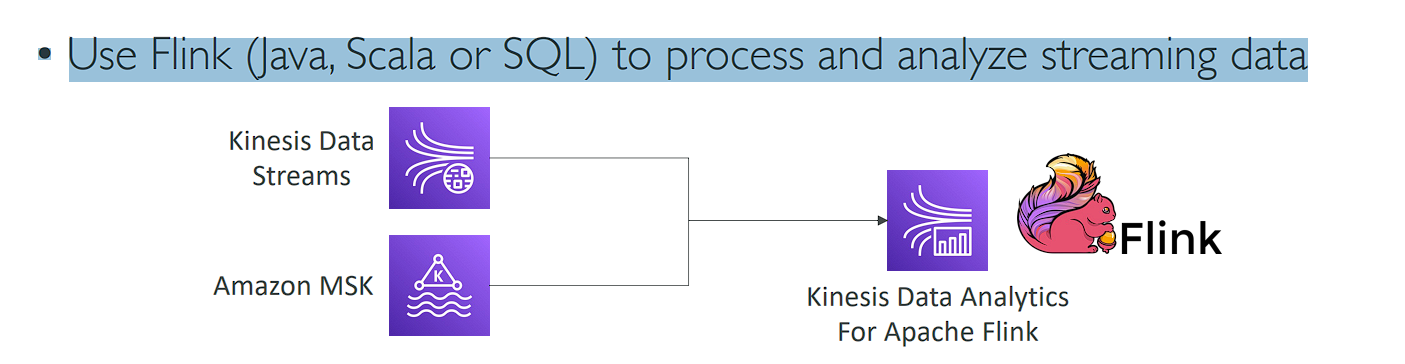 • Use Flink (Java, Scala or SQL) to process and analyze streaming data
Kinesis Data
Streams
Amazon MSK
K
Flink
Kinesis Data Analytics
For Apache Flink